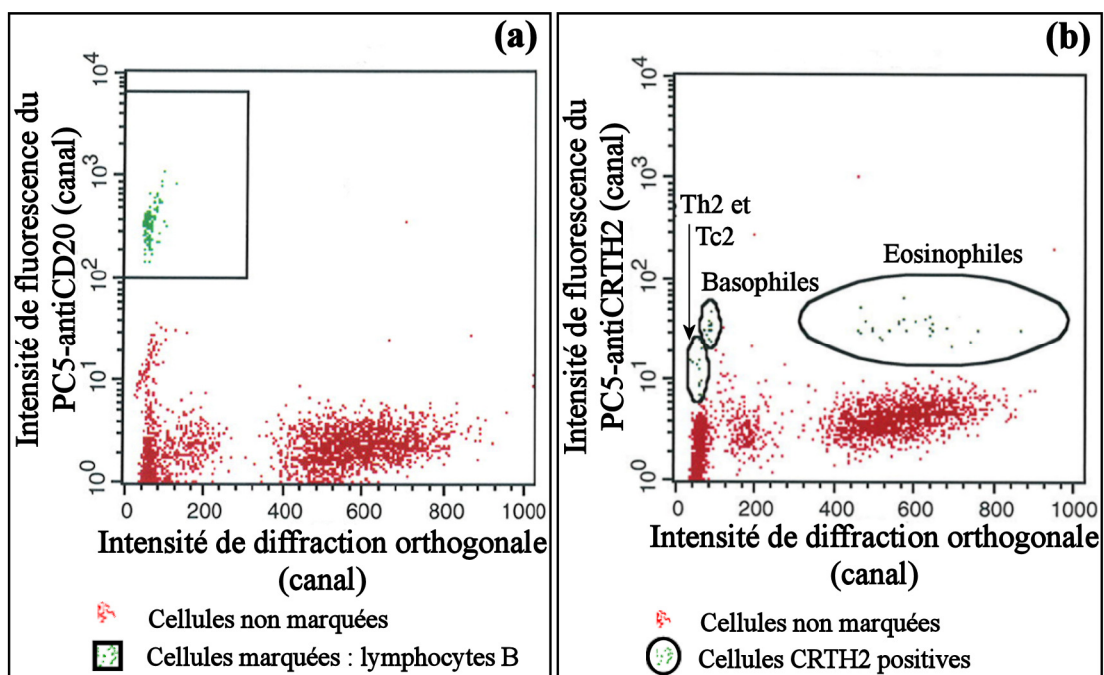 (a)
Intensité de fluorescence du
PC5-antiCD20 (canal)
10⁴
10³
10²
10¹
10⁰
0
200
400
600
800
1000
Intensité de diffraction orthogonale
(canal)
Cellules non marquées
Cellules marquées : lymphocytes B
(b)
Intensité de fluorescence du
PC5-antiCRTH2 (canal)
10⁴
10³
10²
10¹
10⁰
Th2 et
Tc2
Basophiles
Eosinophiles
0
200
400
600
800
1000
Intensité de diffraction orthogonale
(canal)
Cellules non marquées
Cellules CRTH2 positives